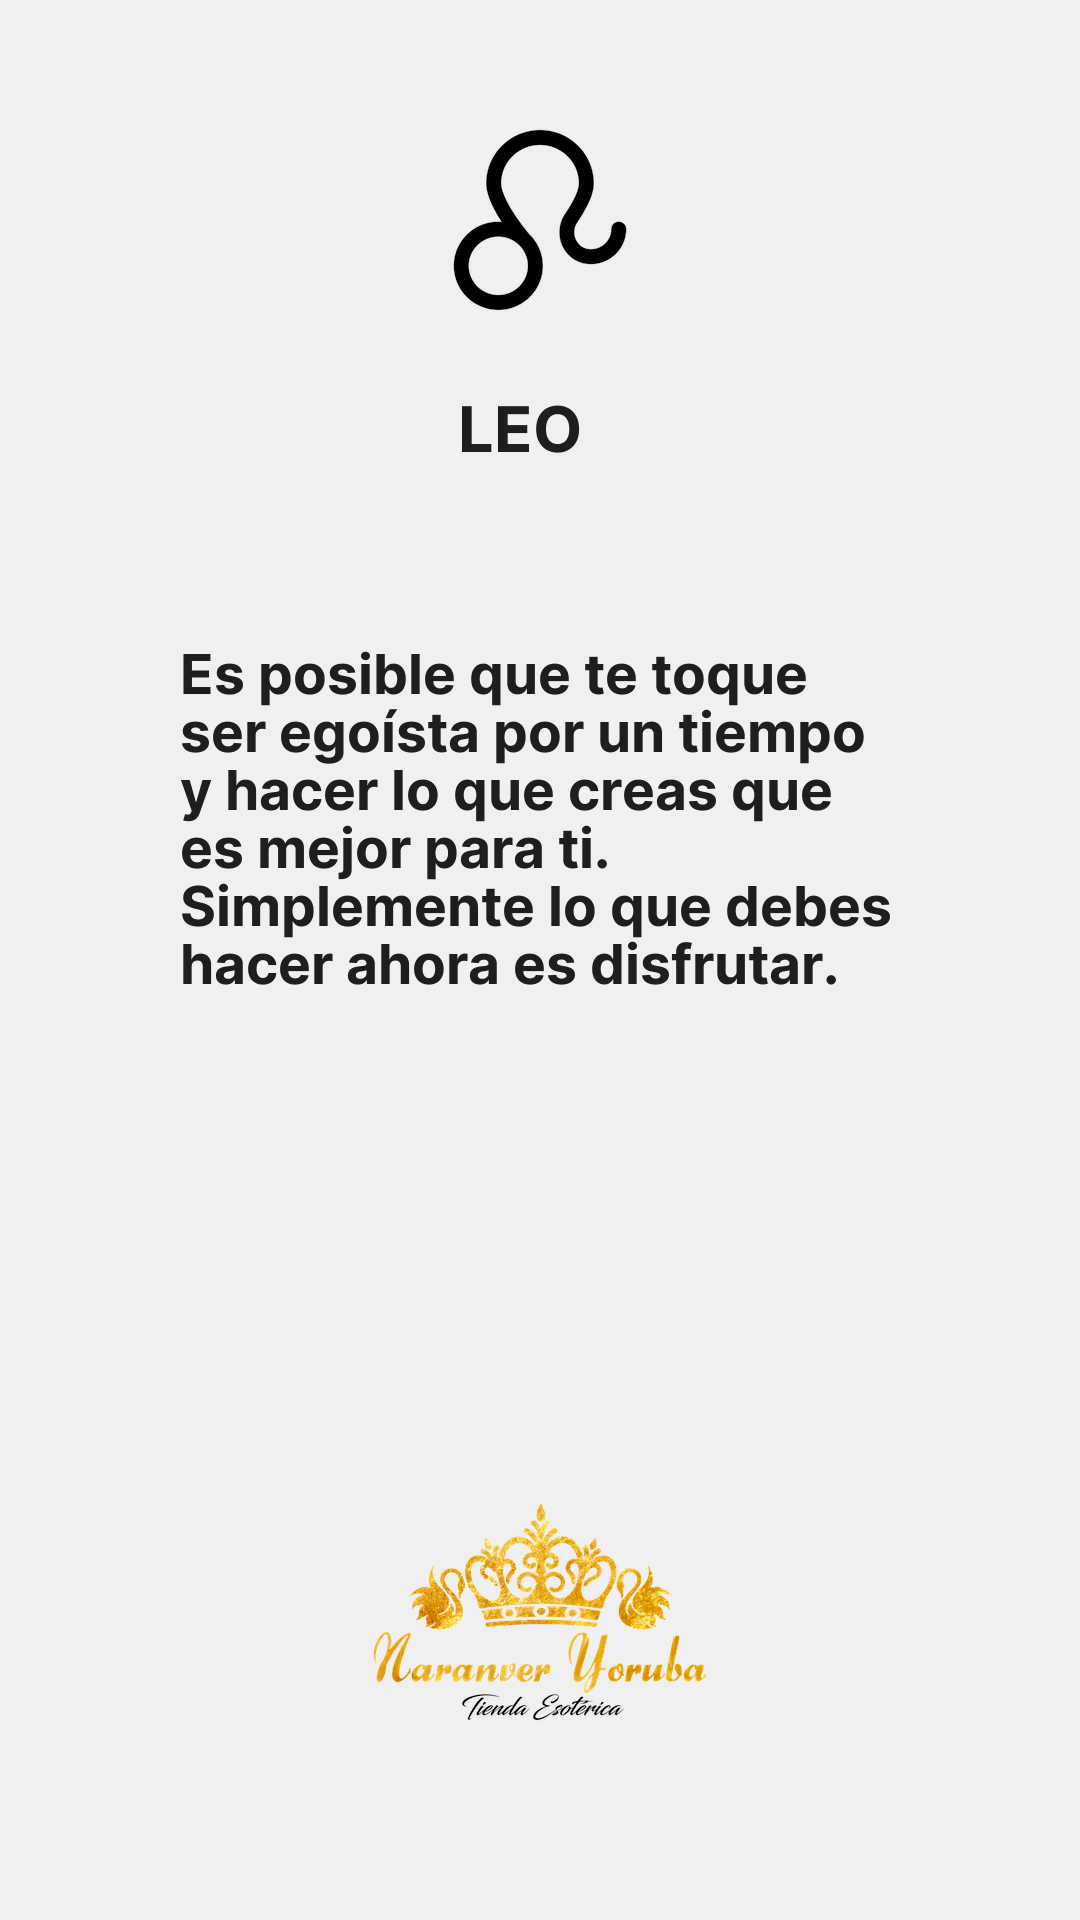 LEO
Es posible que te toque
ser egoísta por un tiempo
y hacer lo que creas que
es mejor para ti.
Simplemente lo que debes
hacer ahora es disfrutar.
Naranver Yoruba
Tienda Esotérica